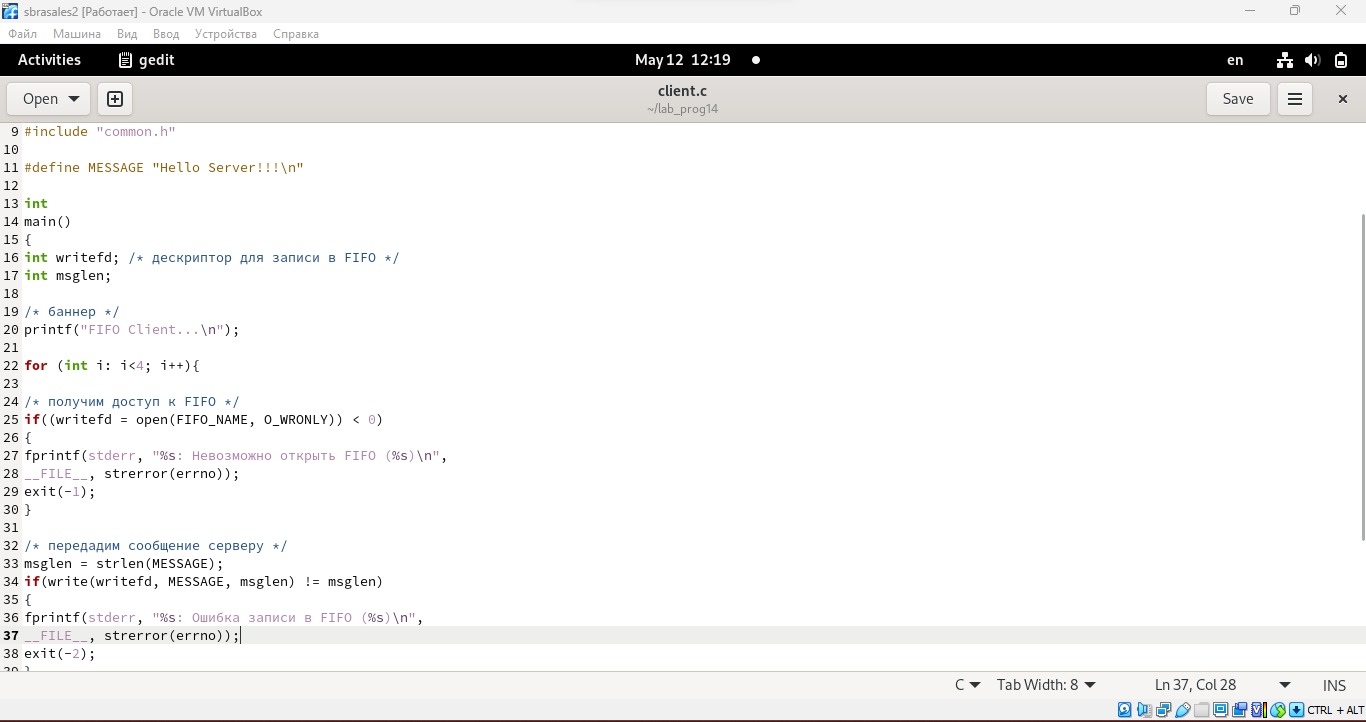 sbrasales2 [Работает] - Oracle VM VirtualBox
Файл Машина Вид Ввод Устройства Справка
Activities gedit May 12 12:19 en
Open client.c Save
~/lab_prog14
9 #include "common.h"
10
11 #define MESSAGE "Hello Server!!!\n"
12
13 int
14 main()
15 {
16 int writefd; /* дескриптор для записи в FIFO */
17 int msglen;
18
19 /* баннер */
20 printf("FIFO Client...\n");
21
22 for (int i: i<4; i++){
23
24 /* получим доступ к FIFO */
25 if((writefd = open(FIFO_NAME, O_WRONLY)) < 0)
26 {
27 fprintf(stderr, "%s: Невозможно открыть FIFO (%s)\n",
28 __FILE__, strerror(errno));
29 exit(-1);
30 }
31
32 /* передадим сообщение серверу */
33 msglen = strlen(MESSAGE);
34 if(write(writefd, MESSAGE, msglen) != msglen)
35 {
36 fprintf(stderr, "%s: Ошибка записи в FIFO (%s)\n",
37 __FILE__, strerror(errno));
38 exit(-2);
39 }
C Tab Width: 8 Ln 37, Col 28 INS
CTRL + ALT